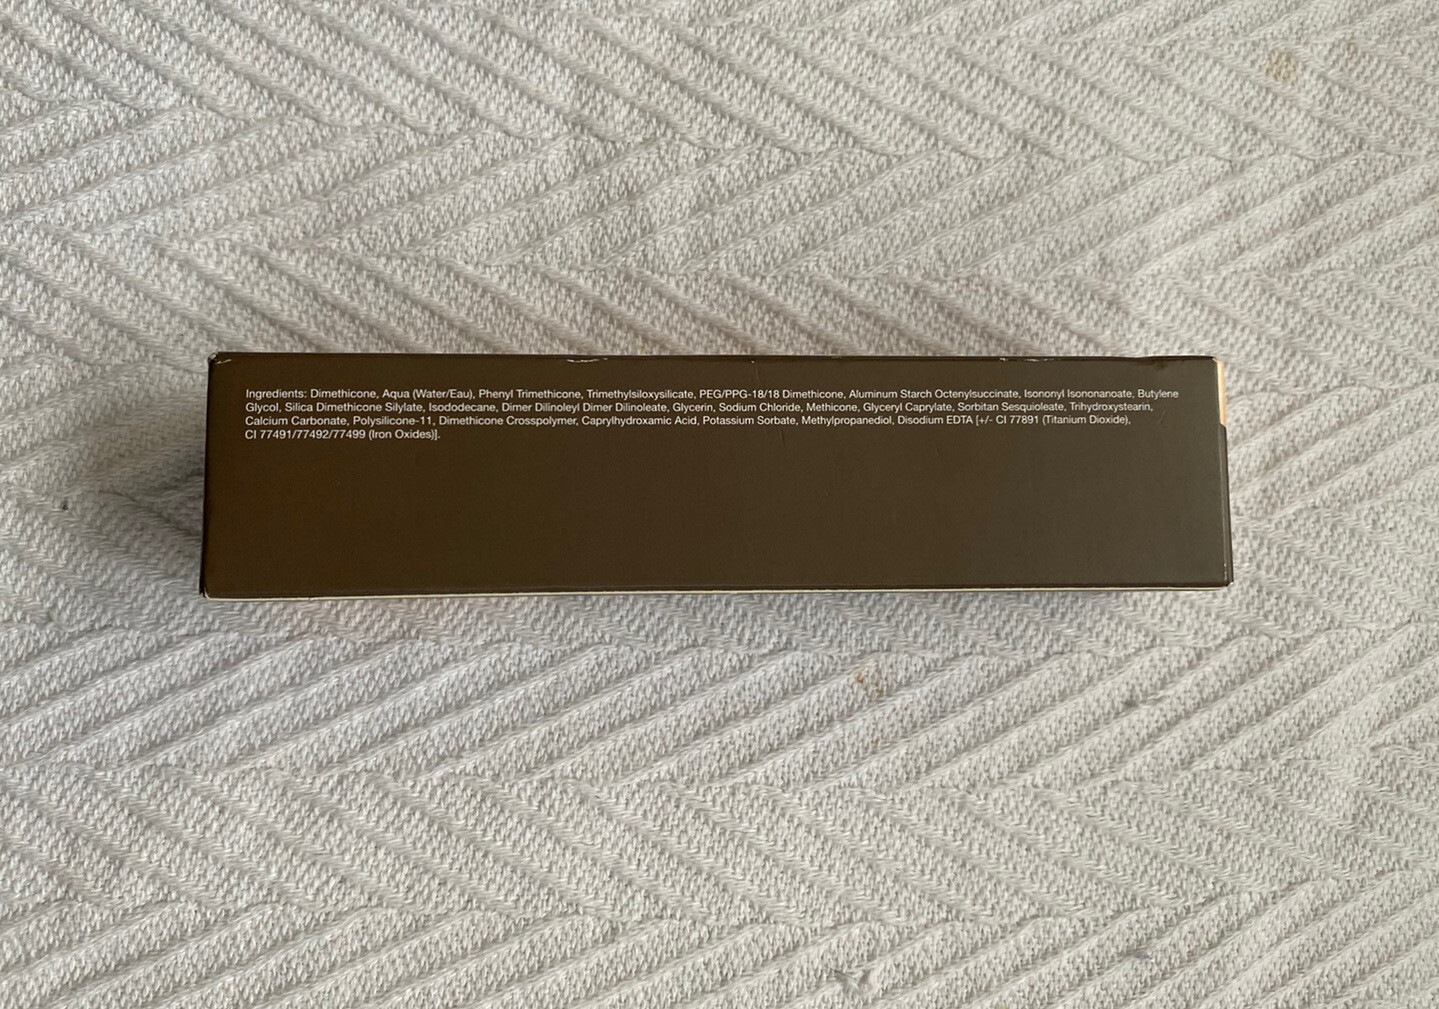 Ingredients: Dimethicone, Aqua (Water/Eau), Phenyl Trimethicone, Trimethylsiloxysilicate, PEG/PPG-18/18 Dimethicone, Aluminum Starch Octenylsuccinate, Isononyl Isononanoate, Butylene
Glycol, Silica Dimethicone Silylate, Isododecane, Dimer Dilinoleyl Dimer Dilinoleate, Glycerin, Sodium Chloride, Methicone, Glyceryl Caprylate, Sorbitan Sesquioleate, Trihydroxystearin,
Calcium Carbonate, Polysilicone-11, Dimethicone Crosspolymer, Caprylhydroxamic Acid, Potassium Sorbate, Methylpropanediol, Disodium EDTA [+/- CI 77891 (Titanium Dioxide),
CI 77491/77492/77499 (Iron Oxides)].